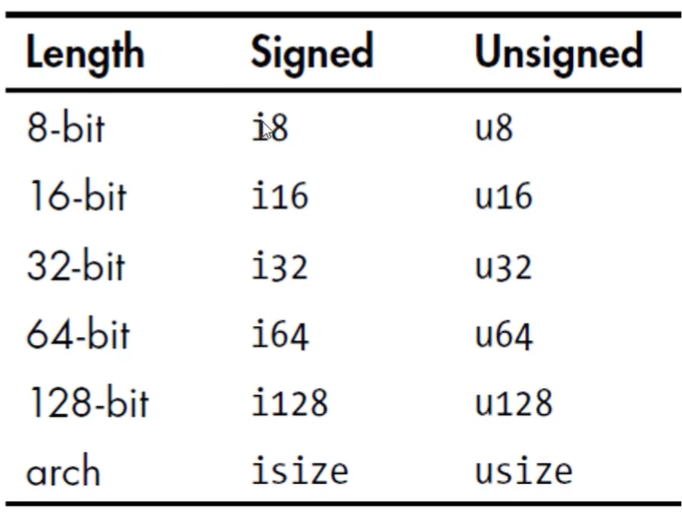 Length Signed Unsigned
8-bit i8 u8
16-bit i16 u16
32-bit i32 u32
64-bit i64 u64
128-bit i128 u128
arch isize usize